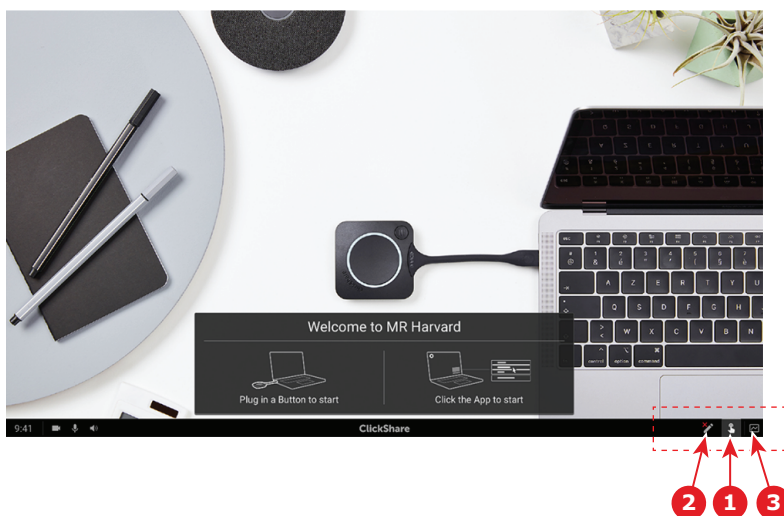 Welcome to MR Harvard
Plug in a Button to start
Click the App to start
9:41
ClickShare
2
1
3